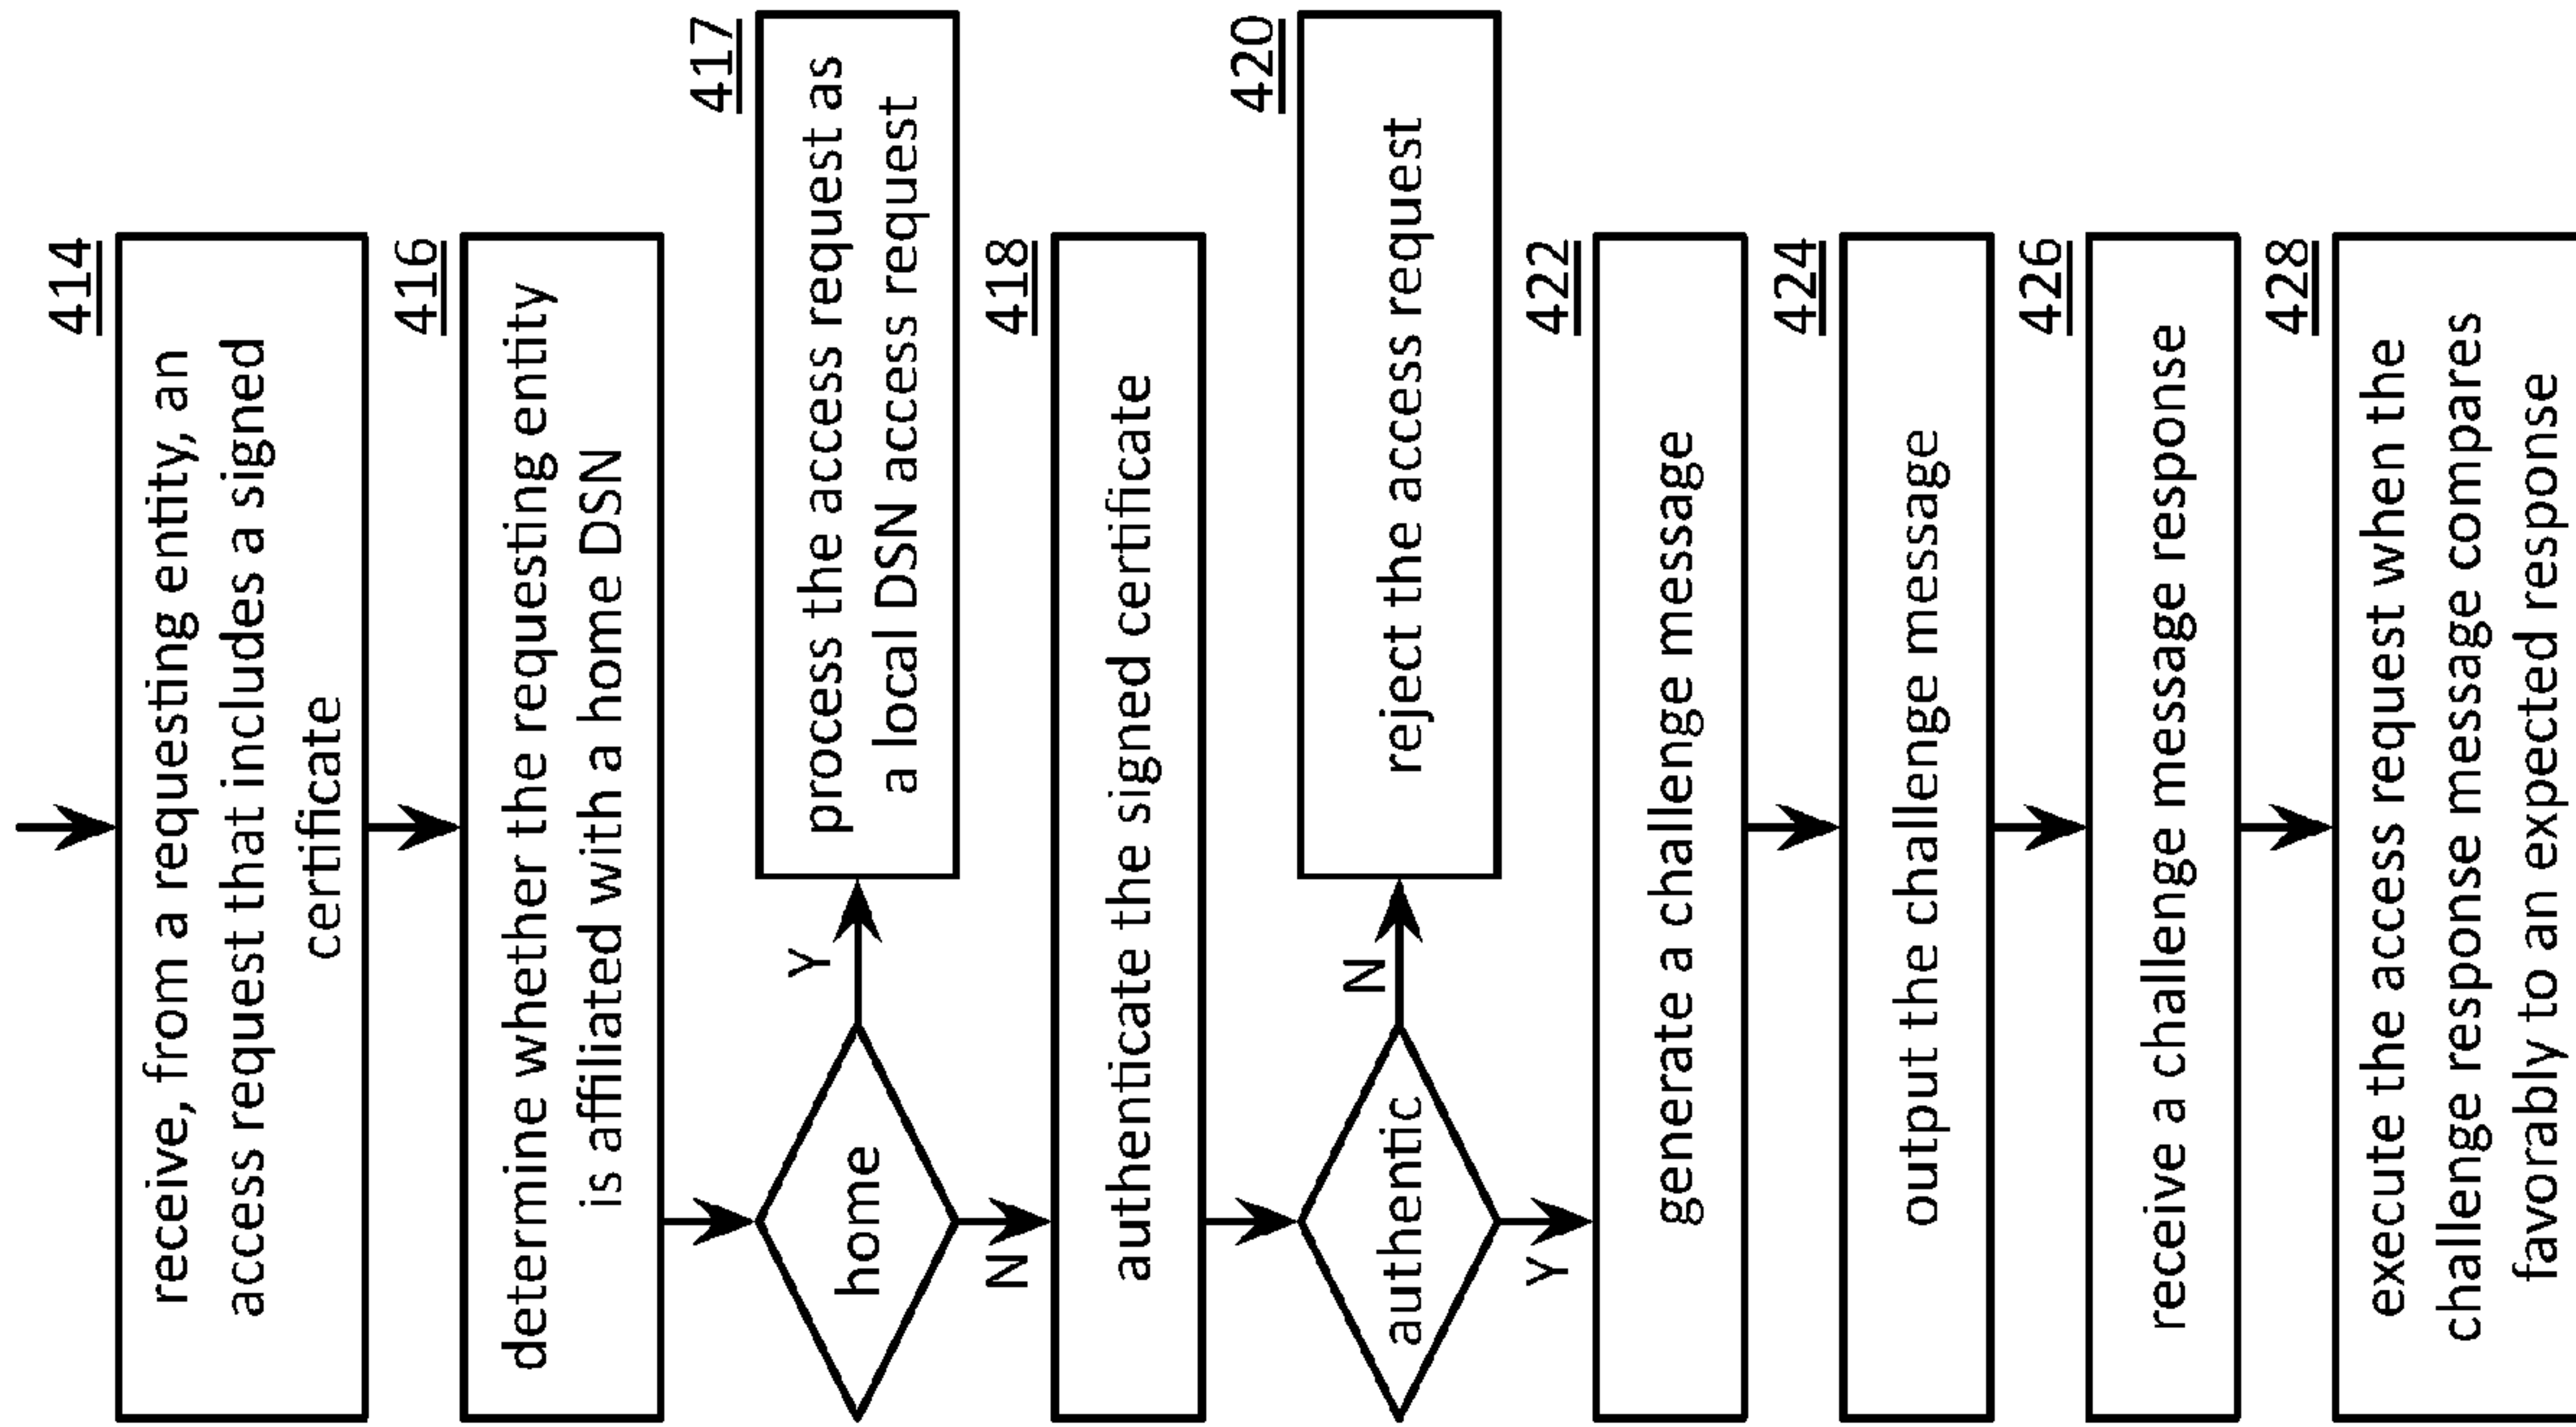 414
receive, from a requesting entity, an
access request that includes a signed
certificate
416
determine whether the requesting entity
is affiliated with a home DSN
home
Y
417
process the access request as
a local DSN access request
N
418
authenticate the signed certificate
authentic
N
420
reject the access request
Y
422
generate a challenge message
424
output the challenge message
426
receive a challenge message response
428
execute the access request when the
challenge response message compares
favorably to an expected response